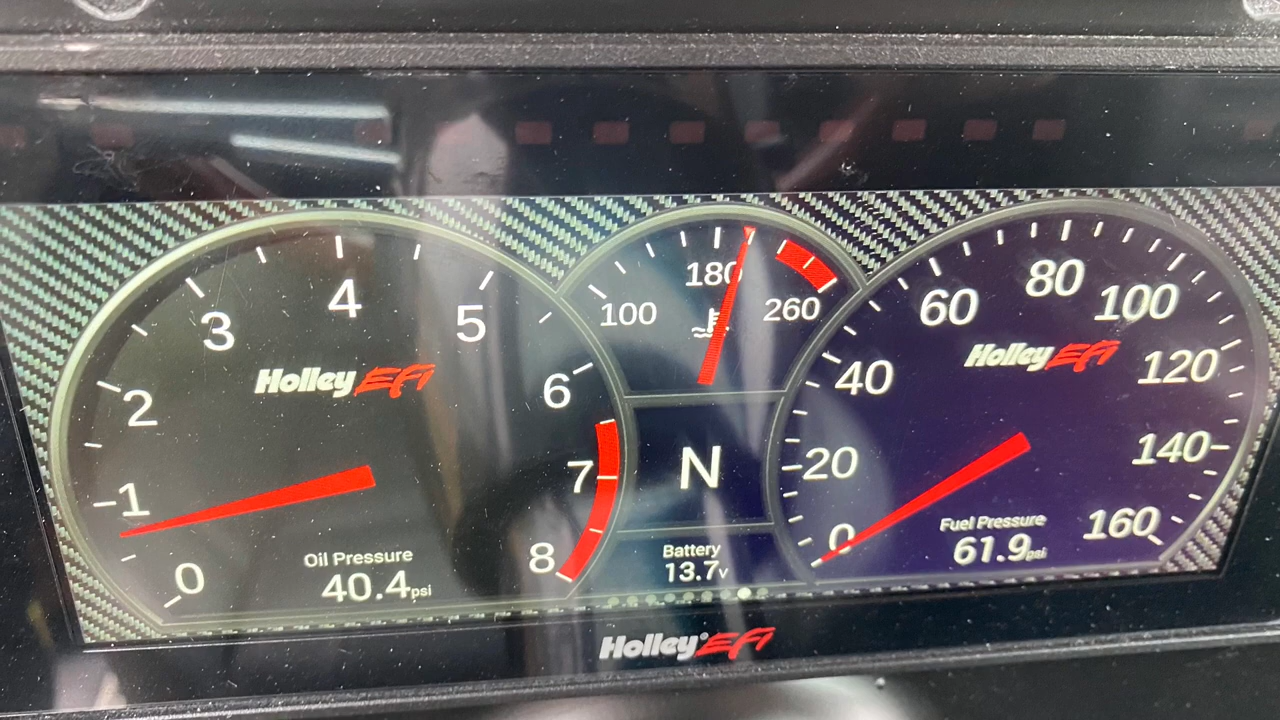 0
1
2
3
4
5
6
7
8
Holley EFI
Oil Pressure
40.4psi
100
180
260
N
Battery
13.7v
0
20
40
60
80
100
120
140
160
Holley EFI
Fuel Pressure
61.9psi
Holley® EFI